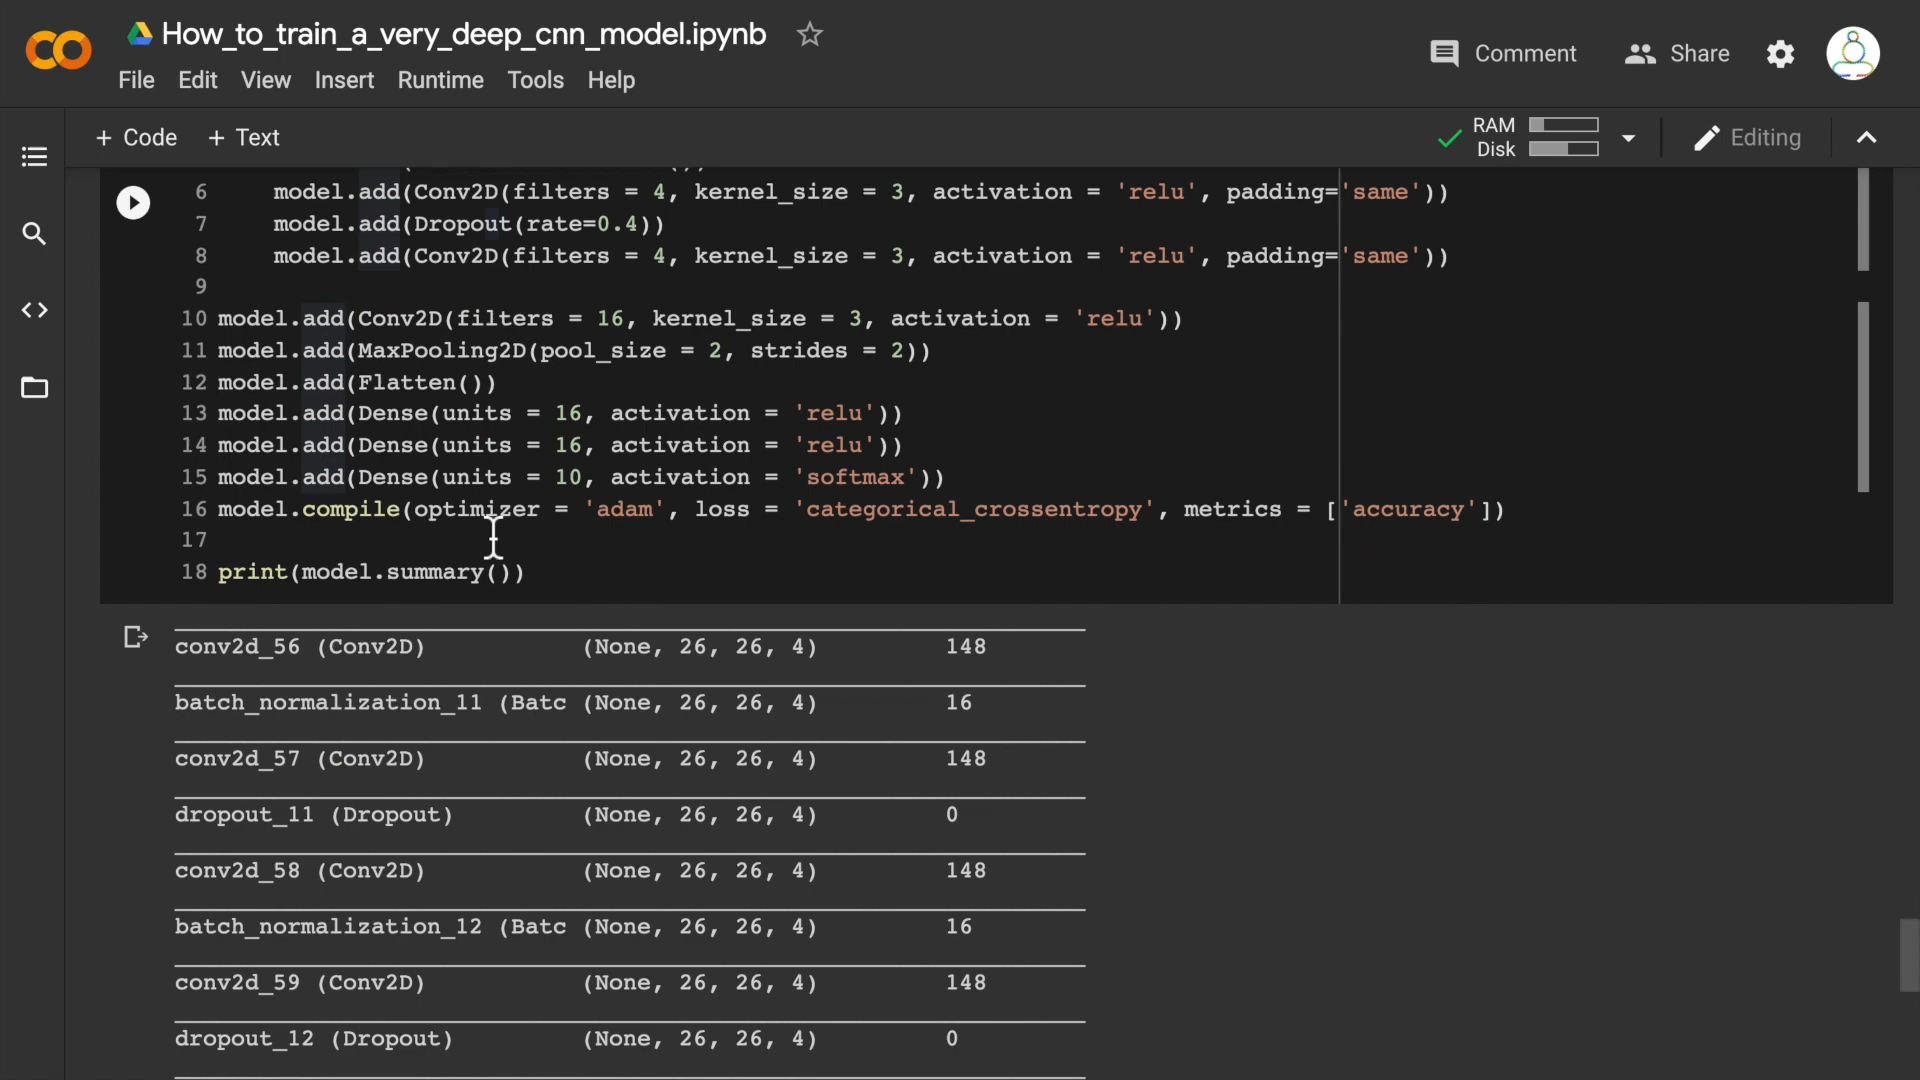 How_to_train_a_very_deep_cnn_model.ipynb
File Edit View Insert Runtime Tools Help
Comment Share
+ Code + Text
RAM
Disk
Editing
6 model.add(Conv2D(filters = 4, kernel_size = 3, activation = 'relu', padding='same'))
7 model.add(Dropout(rate=0.4))
8 model.add(Conv2D(filters = 4, kernel_size = 3, activation = 'relu', padding='same'))
9
10 model.add(Conv2D(filters = 16, kernel_size = 3, activation = 'relu'))
11 model.add(MaxPooling2D(pool_size = 2, strides = 2))
12 model.add(Flatten())
13 model.add(Dense(units = 16, activation = 'relu'))
14 model.add(Dense(units = 16, activation = 'relu'))
15 model.add(Dense(units = 10, activation = 'softmax'))
16 model.compile(optimizer = 'adam', loss = 'categorical_crossentropy', metrics = ['accuracy'])
17
18 print(model.summary())
conv2d_56 (Conv2D) (None, 26, 26, 4) 148
batch_normalization_11 (Batc (None, 26, 26, 4) 16
conv2d_57 (Conv2D) (None, 26, 26, 4) 148
dropout_11 (Dropout) (None, 26, 26, 4) 0
conv2d_58 (Conv2D) (None, 26, 26, 4) 148
batch_normalization_12 (Batc (None, 26, 26, 4) 16
conv2d_59 (Conv2D) (None, 26, 26, 4) 148
dropout_12 (Dropout) (None, 26, 26, 4) 0